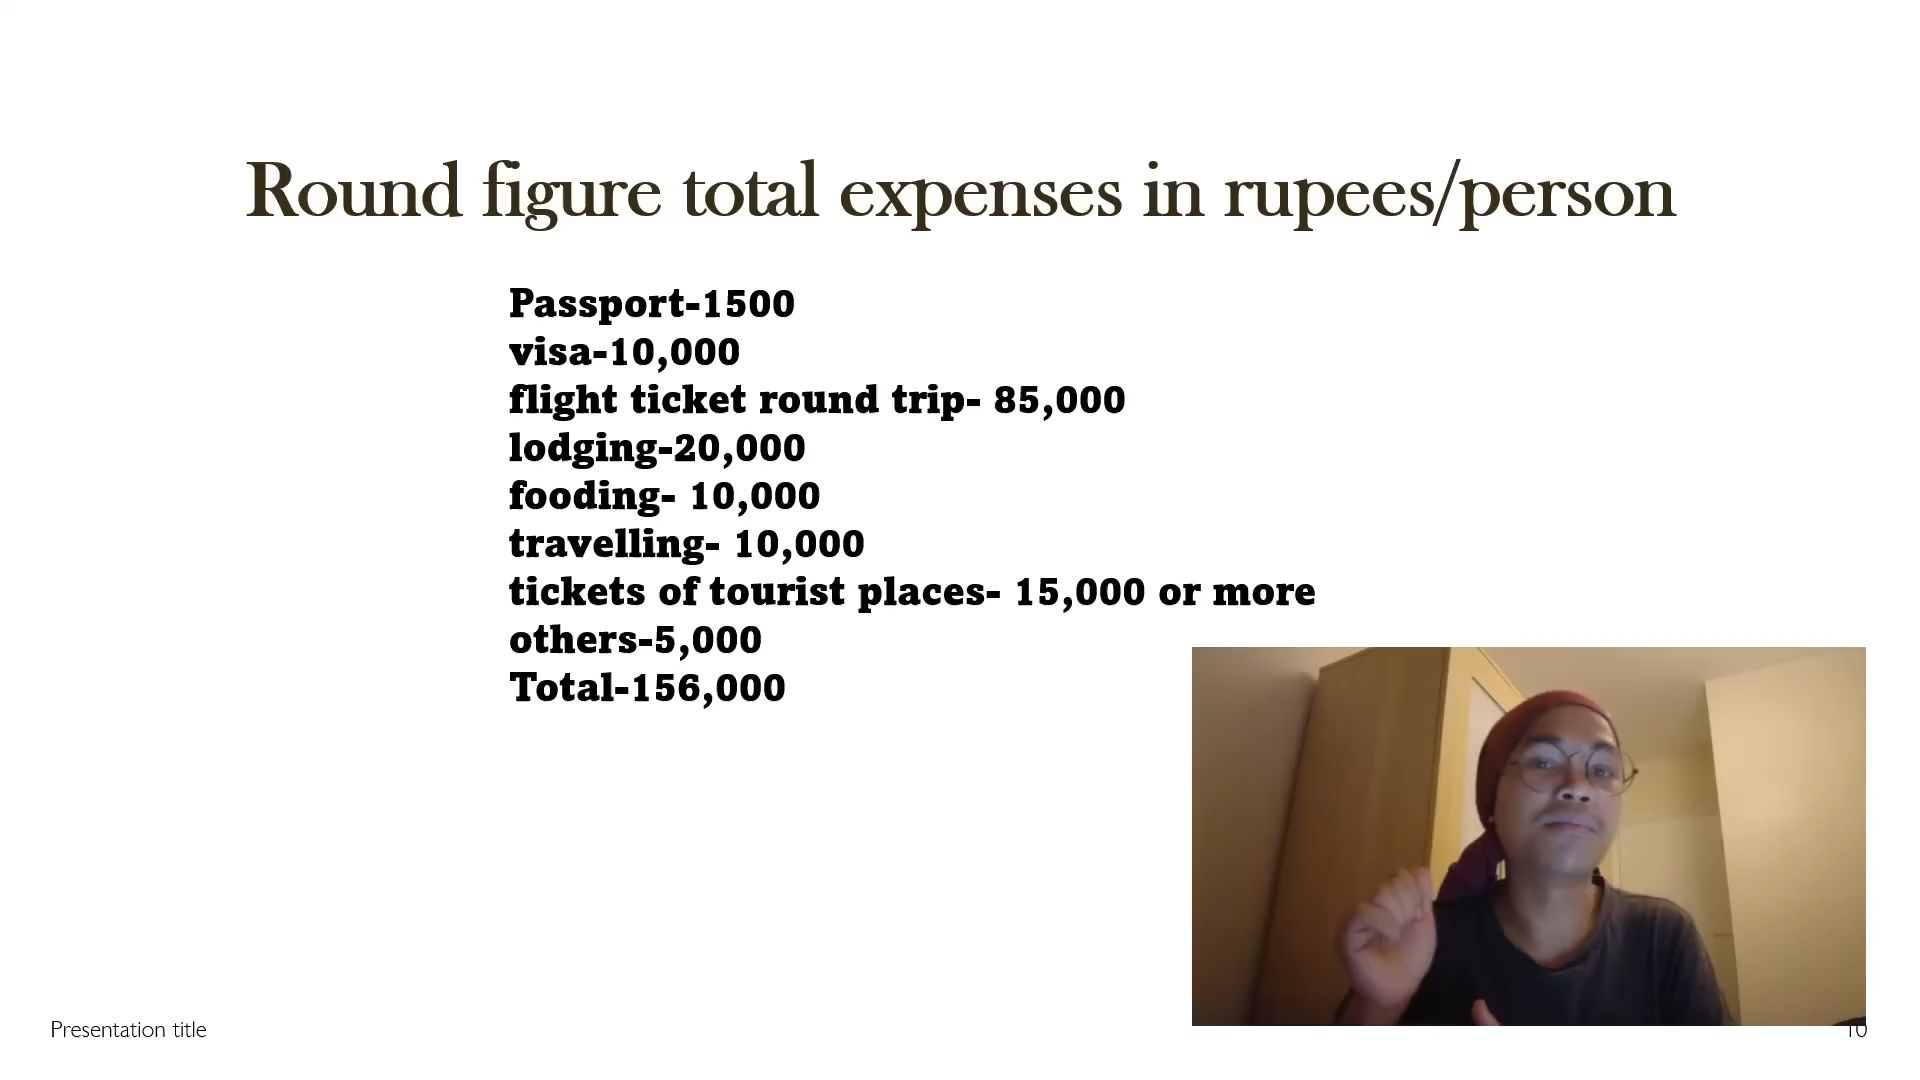 Round figure total expenses in rupees/person
Passport-1500
visa-10,000
flight ticket round trip- 85,000
lodging-20,000
fooding- 10,000
travelling- 10,000
tickets of tourist places- 15,000 or more
others-5,000
Total-156,000
Presentation title
10